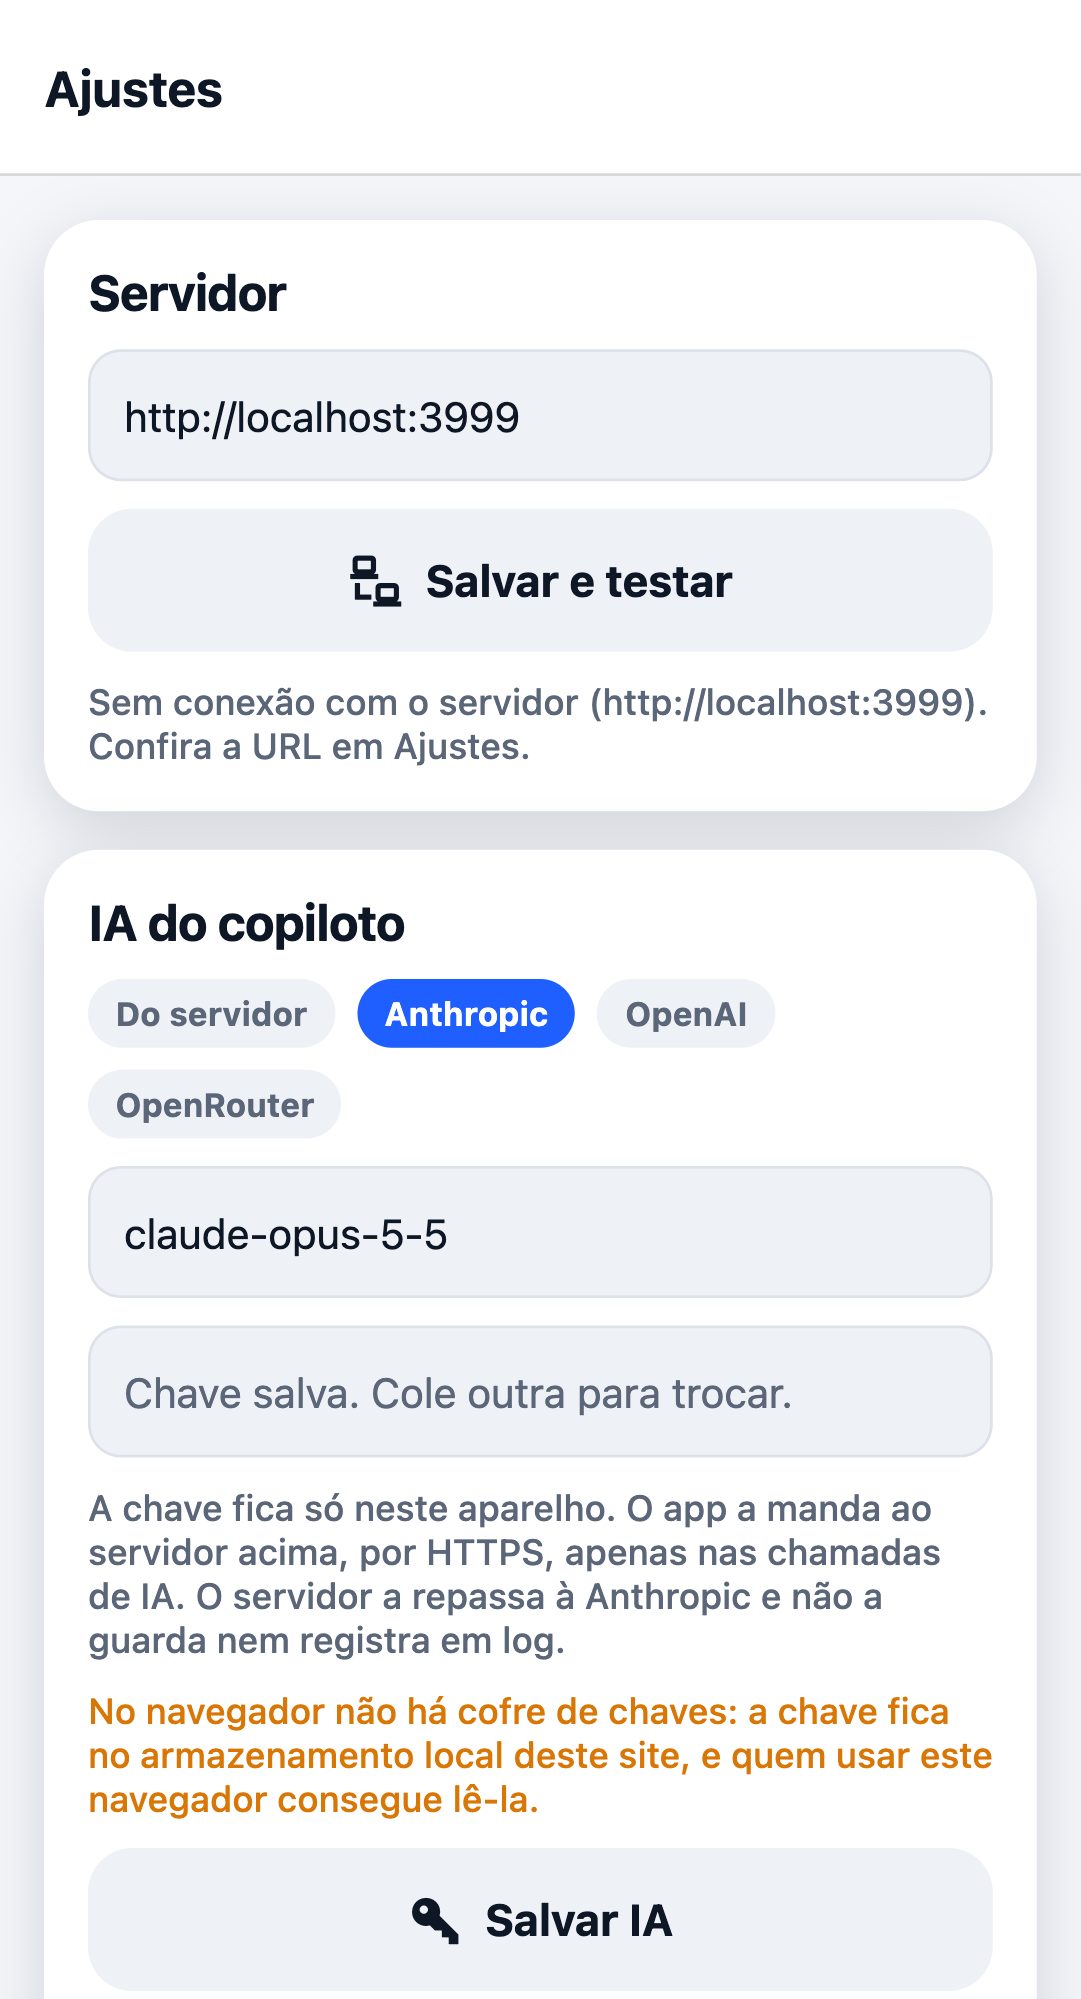 Ajustes
Servidor
http://localhost:3999
Salvar e testar
Sem conexão com o servidor (http://localhost:3999).
Confira a URL em Ajustes.
IA do copiloto
Do servidor Anthropic OpenAI
OpenRouter
claude-opus-5-5
Chave salva. Cole outra para trocar.
A chave fica só neste aparelho. O app a manda ao
servidor acima, por HTTPS, apenas nas chamadas
de IA. O servidor a repassa à Anthropic e não a
guarda nem registra em log.
No navegador não há cofre de chaves: a chave fica
no armazenamento local deste site, e quem usar este
navegador consegue lê-la.
Salvar IA